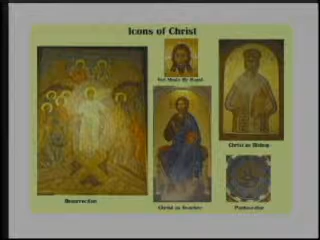 Icons of Christ
Not Made By Hand
Christ as Bishop
Resurrection
Christ as Teacher
Pantocrator